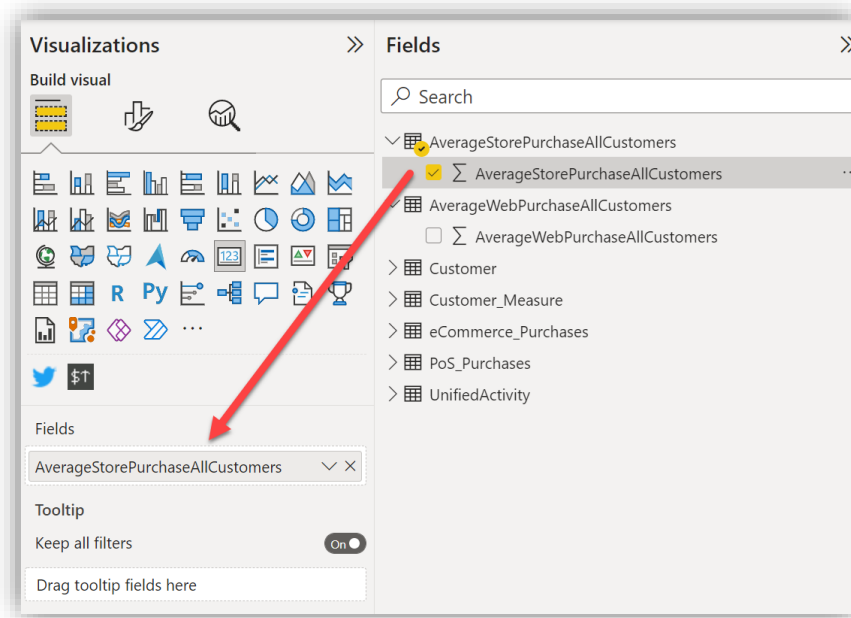 Visualizations
Build visual
123
R
Py
...
$↑
Fields
AverageStorePurchaseAllCustomers
Tooltip
Keep all filters
On
Drag tooltip fields here
Fields
Search
AverageStorePurchaseAllCustomers
∑ AverageStorePurchaseAllCustomers
AverageWebPurchaseAllCustomers
∑ AverageWebPurchaseAllCustomers
Customer
Customer_Measure
eCommerce_Purchases
PoS_Purchases
UnifiedActivity